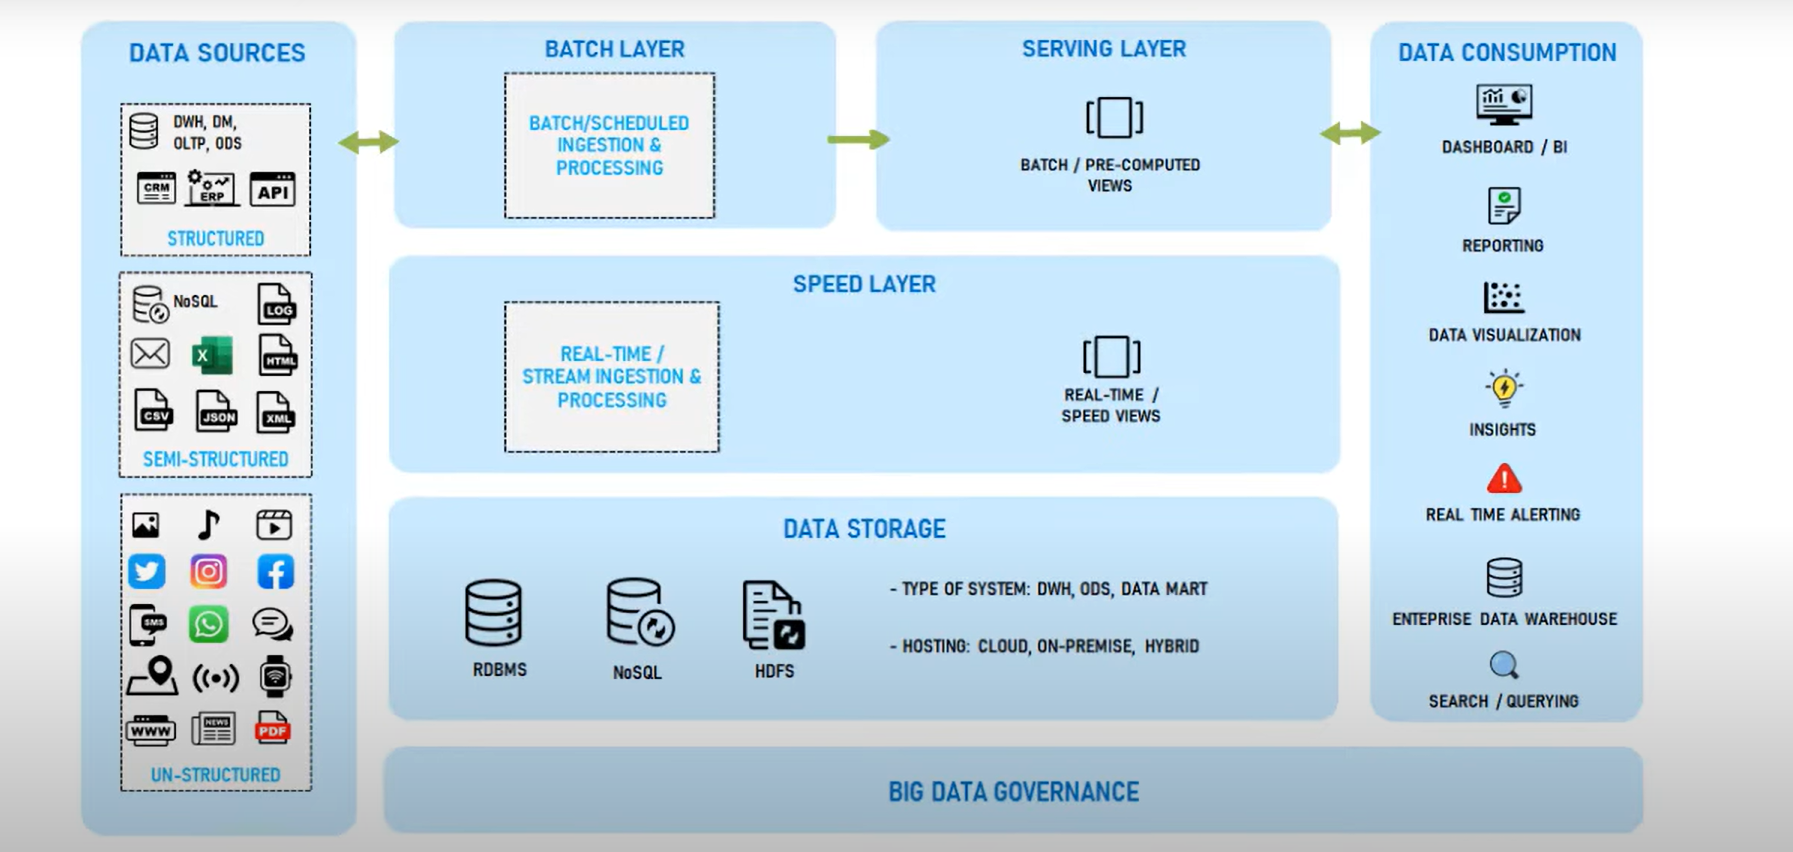 DATA SOURCES
DWH, DM,
OLTP, ODS
CRM
ERP
API
STRUCTURED
NoSQL
LOG
X
HTML
CSV
JSON
XML
SEMI-STRUCTURED
SMS
WWW
NEWS
PDF
UN-STRUCTURED
BATCH LAYER
BATCH/SCHEDULED
INGESTION &
PROCESSING
SERVING LAYER
BATCH / PRE-COMPUTED
VIEWS
SPEED LAYER
REAL-TIME /
STREAM INGESTION &
PROCESSING
REAL-TIME /
SPEED VIEWS
DATA STORAGE
RDBMS
NoSQL
HDFS
- TYPE OF SYSTEM: DWH, ODS, DATA MART
- HOSTING: CLOUD, ON-PREMISE, HYBRID
BIG DATA GOVERNANCE
DATA CONSUMPTION
DASHBOARD / BI
REPORTING
DATA VISUALIZATION
INSIGHTS
REAL TIME ALERTING
ENTEPRISE DATA WAREHOUSE
SEARCH / QUERYING